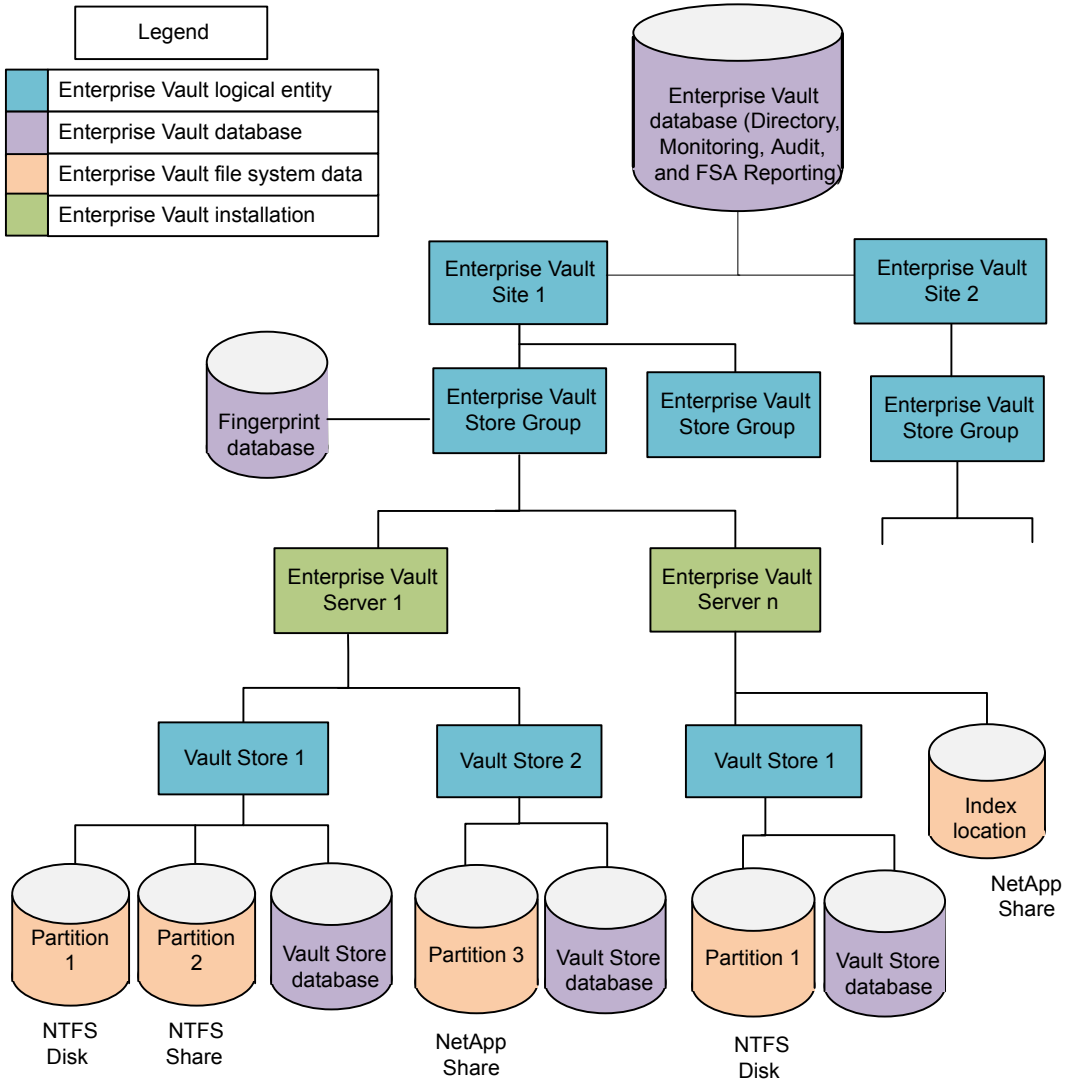 Legend
Enterprise Vault logical entity
Enterprise Vault database
Enterprise Vault file system data
Enterprise Vault installation
Enterprise Vault
database (Directory,
Monitoring, Audit,
and FSA Reporting)
Enterprise Vault
Site 1
Enterprise Vault
Site 2
Fingerprint
database
Enterprise Vault
Store Group
Enterprise Vault
Store Group
Enterprise Vault
Store Group
Enterprise Vault
Server 1
Enterprise Vault
Server n
Vault Store 1
Vault Store 2
Vault Store 1
Index
location
NetApp
Share
Partition
1
Partition
2
Vault Store
database
Partition 3
Vault Store
database
Partition 1
Vault Store
database
NTFS
Disk
NTFS
Share
NetApp
Share
NTFS
Disk